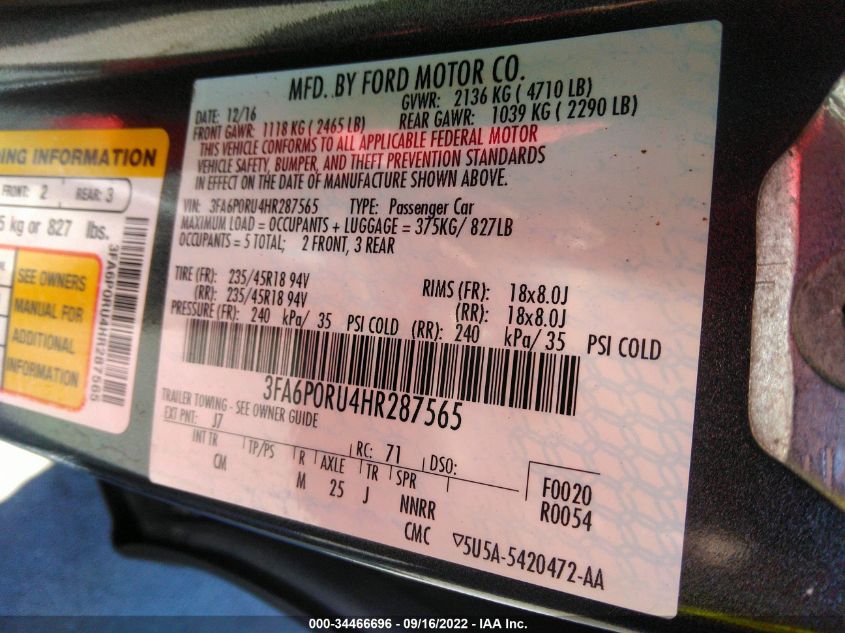 MFD. BY FORD MOTOR CO.
DATE: 12/16 GVWR: 2136 KG ( 4710 LB)
FRONT GAWR: 1118 KG ( 2465 LB) REAR GAWR: 1039 KG ( 2290 LB)
THIS VEHICLE CONFORMS TO ALL APPLICABLE FEDERAL MOTOR
VEHICLE SAFETY, BUMPER, AND THEFT PREVENTION STANDARDS
IN EFFECT ON THE DATE OF MANUFACTURE SHOWN ABOVE.
VIN: 3FA6P0RU4HR287565 TYPE: Passenger Car
MAXIMUM LOAD = OCCUPANTS + LUGGAGE = 375KG/ 827LB
OCCUPANTS = 5 TOTAL; 2 FRONT, 3 REAR
TIRE (FR): 235/45R18 94V RIMS (FR): 18x8.0J
(RR): 235/45R18 94V (RR): 18x8.0J
PRESSURE (FR): 240 kPa/ 35 PSI COLD (RR): 240 kPa/ 35 PSI COLD
3FA6P0RU4HR287565
TRAILER TOWING - SEE OWNER GUIDE
EXT PNT: J7 RC: 71 DSO:
INT TR TP/PS R AXLE TR SPR
CM M 25 J NNRR
CMC
F0020
R0054
5U5A-5420472-AA
INFORMATION
FRONT: 2 REAR: 3
kg or 827 lbs.
SEE OWNERS
MANUAL FOR
ADDITIONAL
INFORMATION
3FA6P0RU4HR287565
000-34466696 - 09/16/2022 - IAA Inc.